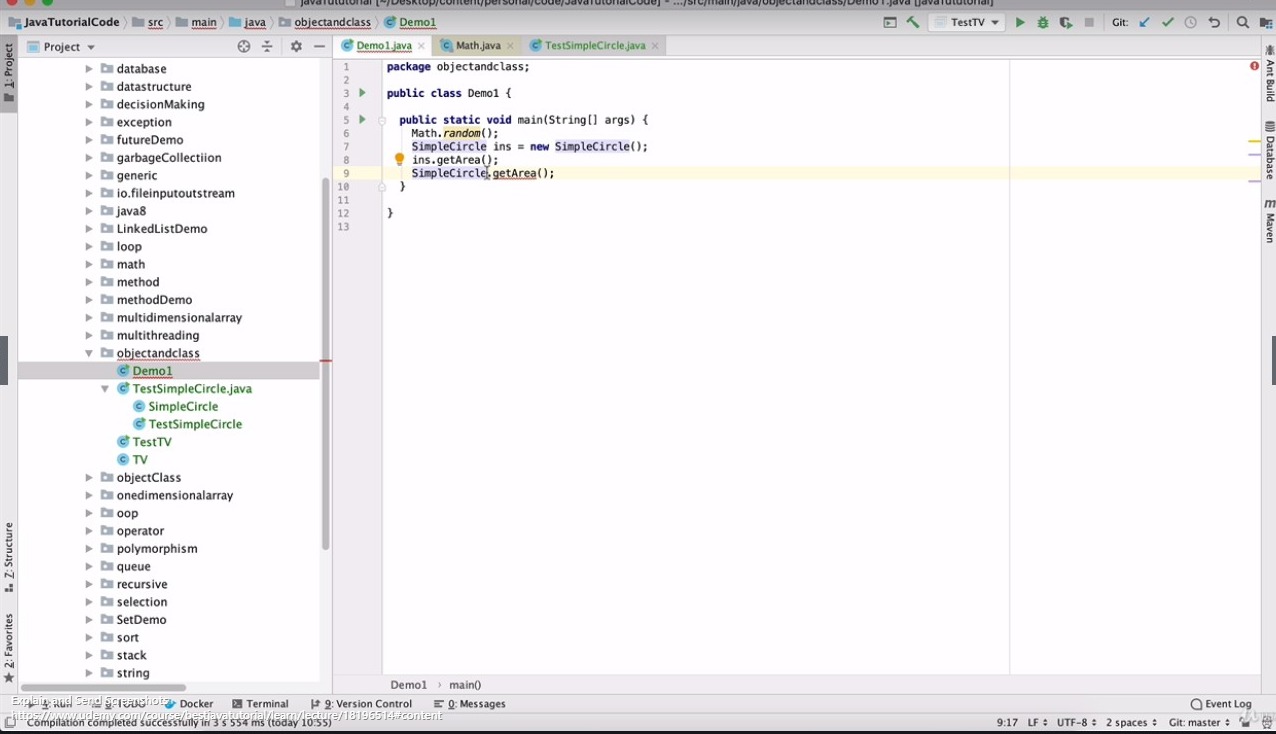 JavaTutorialCode [~/Desktop/content/personal/code/JavaTutorialCode] - .../src/main/java/objectandclass/Demo1.java [javaTutorial]
JavaTutorialCode src main java objectandclass Demo1
TestTV Git:
Project
Demo1.java Math.java TestSimpleCircle.java
1: Project
Z: Structure
2: Favorites
database
datastructure
decisionMaking
exception
futureDemo
garbageCollectiion
generic
io.fileinputoutstream
java8
LinkedListDemo
loop
math
method
methodDemo
multidimensionalarray
multithreading
objectandclass
Demo1
TestSimpleCircle.java
SimpleCircle
TestSimpleCircle
TestTV
TV
objectClass
onedimensionalarray
oop
operator
polymorphism
queue
recursive
selection
SetDemo
sort
stack
string
1 package objectandclass;
2
3 public class Demo1 {
4
5 public static void main(String[] args) {
6 Math.random();
7 SimpleCircle ins = new SimpleCircle();
8 ins.getArea();
9 SimpleCircle.getArea();
10 }
11
12 }
13
Ant Build
Database
m
Maven
Demo1 › main()
Docker Terminal 9: Version Control 0: Messages Event Log
Explain and Send Screenshots
https://www.udemy.com/course/bestjavatutorial/learn/lecture/18195514#content
Compilation completed successfully in 3 s 554 ms (today 10:55) 9:17 LF UTF-8 2 spaces Git: master